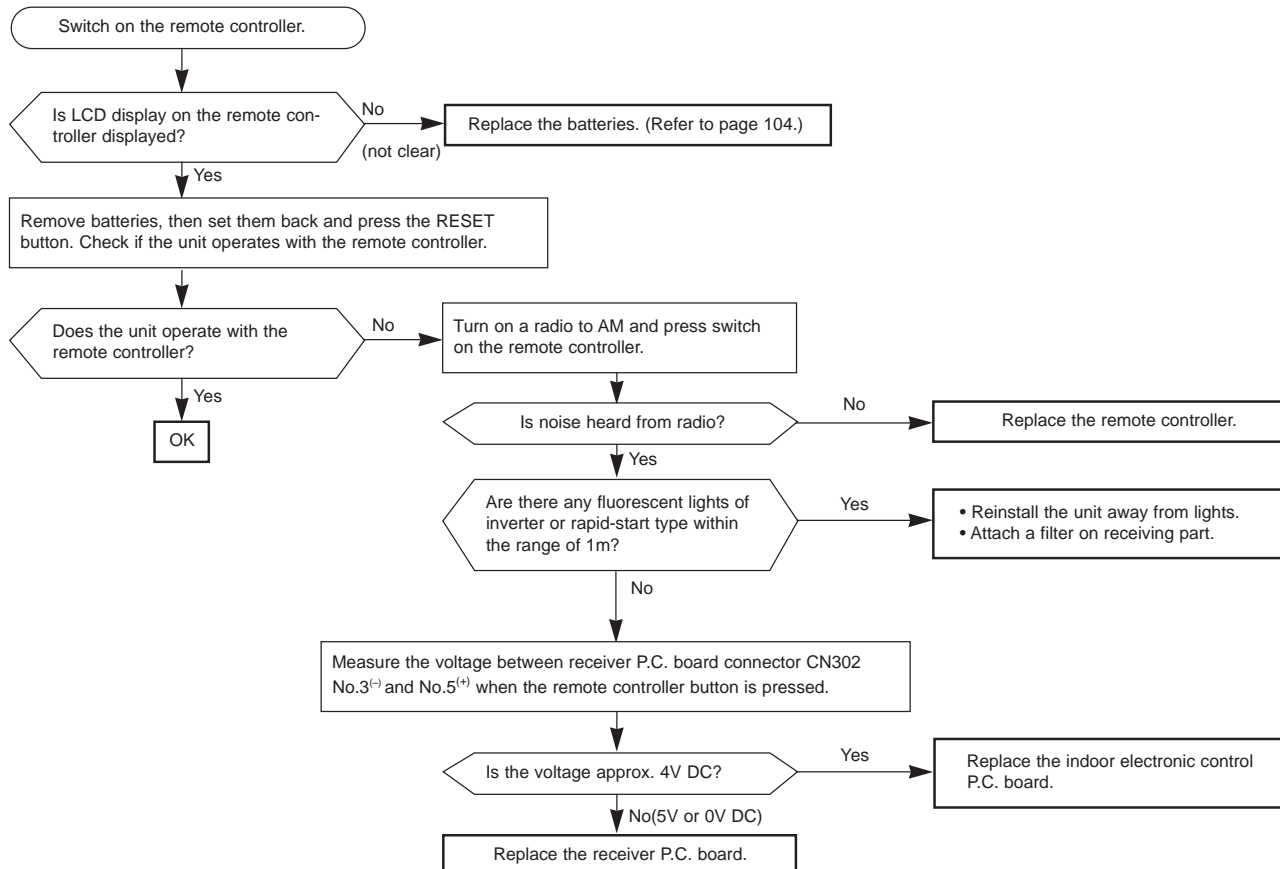 Switch on the remote controller.
Is LCD display on the remote con-
troller displayed?
No
(not clear)
Replace the batteries. (Refer to page 104.)
Yes
Remove batteries, then set them back and press the RESET
button. Check if the unit operates with the remote controller.
Does the unit operate with the
remote controller?
No
Turn on a radio to AM and press switch
on the remote controller.
Yes
OK
Is noise heard from radio?
No
Replace the remote controller.
Yes
Are there any fluorescent lights of
inverter or rapid-start type within
the range of 1m?
Yes
• Reinstall the unit away from lights.
• Attach a filter on receiving part.
No
Measure the voltage between receiver P.C. board connector CN302
No.3(–) and No.5(+) when the remote controller button is pressed.
Is the voltage approx. 4V DC?
Yes
Replace the indoor electronic control
P.C. board.
No(5V or 0V DC)
Replace the receiver P.C. board.